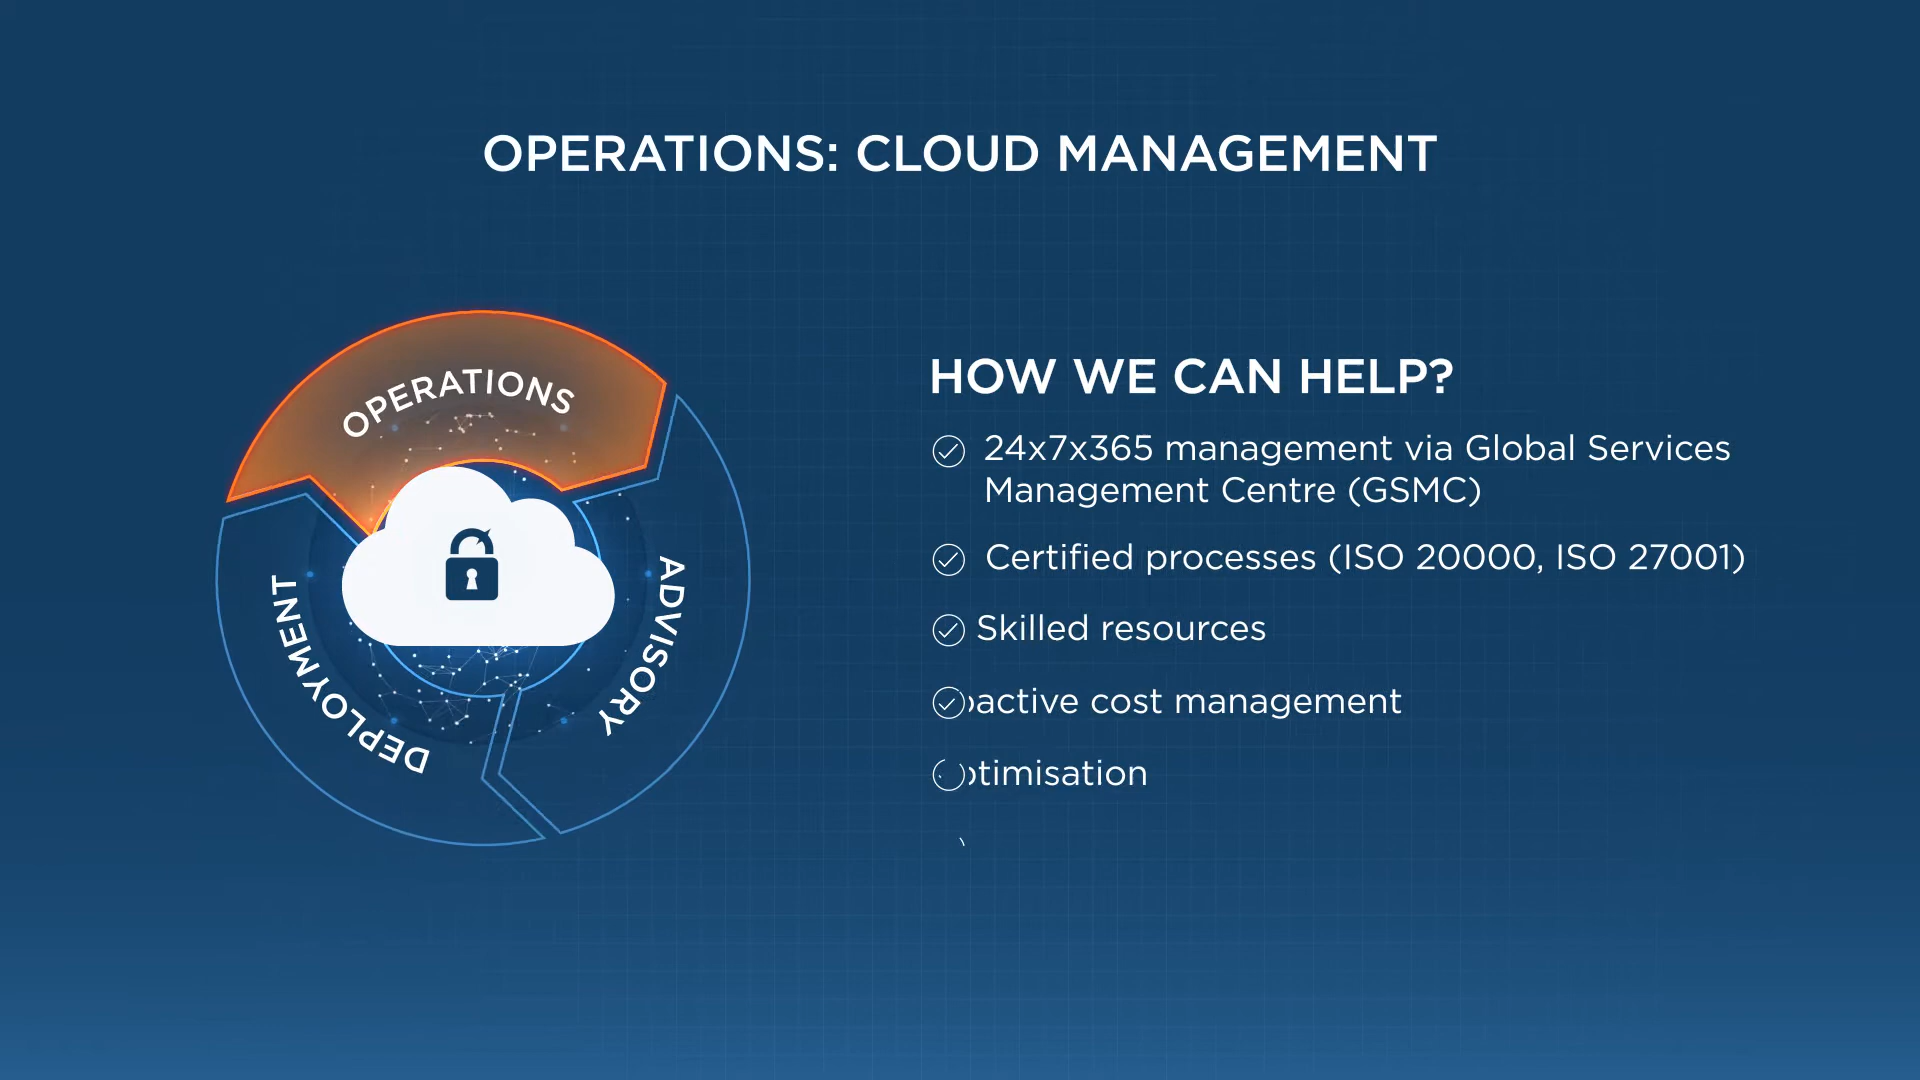 OPERATIONS: CLOUD MANAGEMENT
OPERATIONS
ADVISORY
DEPLOYMENT
HOW WE CAN HELP?
24x7x365 management via Global Services
Management Centre (GSMC)
Certified processes (ISO 20000, ISO 27001)
Skilled resources
cost management